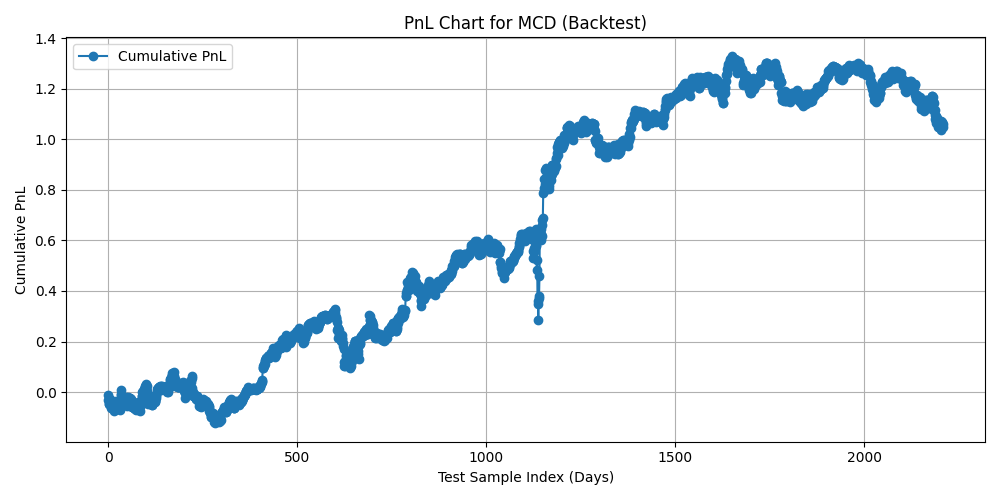 PnL Chart for MCD (Backtest)
Cumulative PnL
1.4
1.2
1.0
0.8
0.6
0.4
0.2
0.0
Cumulative PnL
0 500 1000 1500 2000
Test Sample Index (Days)